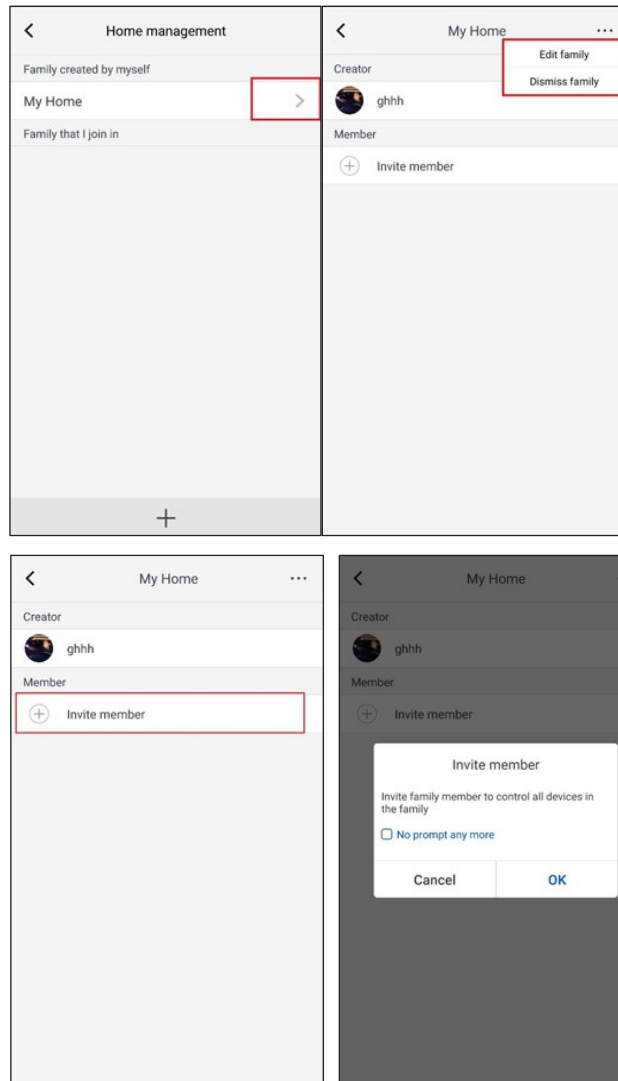 Home management
Family created by myself
My Home
Family that I join in
My Home
Edit family
Dismiss family
Creator
ghhh
Member
Invite member
My Home
Creator
ghhh
Member
Invite member
My Home
Creator
ghhh
Member
Invite member
Invite member
Invite family member to control all devices in
the family
No prompt any more
Cancel OK